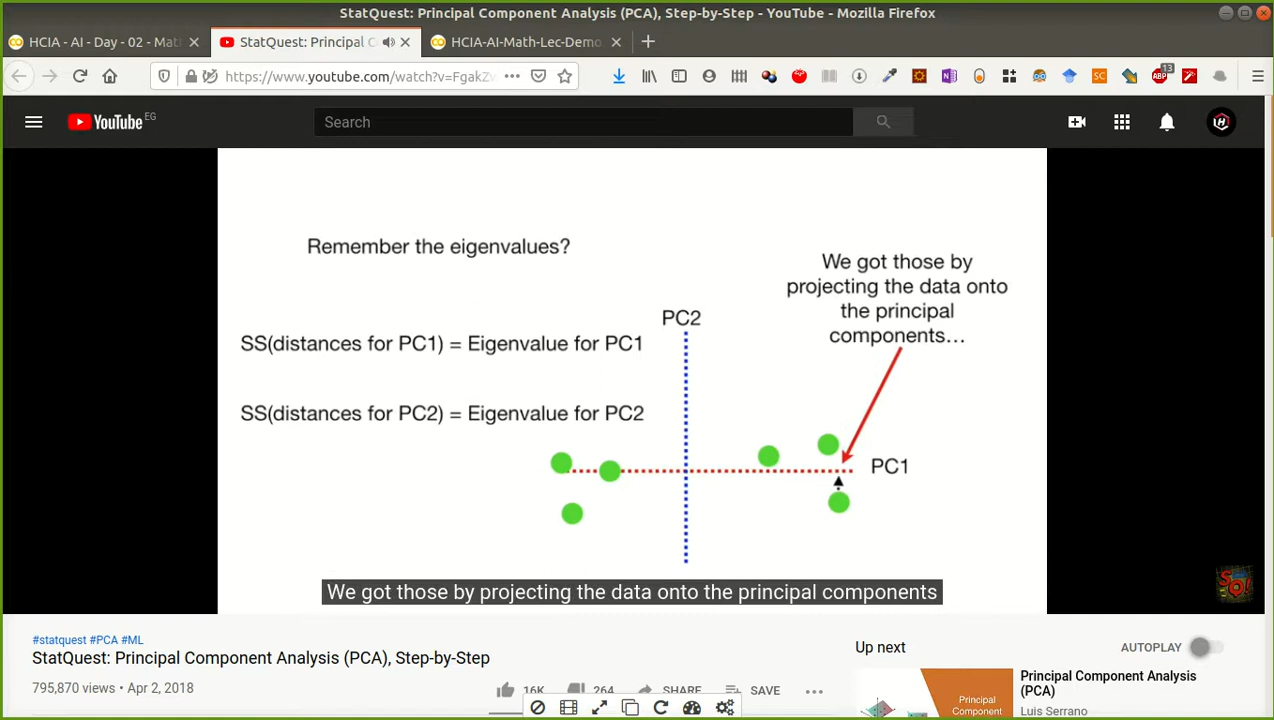 StatQuest: Principal Component Analysis (PCA), Step-by-Step - YouTube - Mozilla Firefox
HCIA - AI - Day - 02 - Mat
StatQuest: Principal C
HCIA-AI-Math-Lec-Demo.
https://www.youtube.com/watch?v=FgakZw
13
SC
ABP
YouTube
EG
Search
Remember the eigenvalues?
We got those by
projecting the data onto
the principal
components...
PC2
SS(distances for PC1) = Eigenvalue for PC1
SS(distances for PC2) = Eigenvalue for PC2
PC1
We got those by projecting the data onto the principal components
SQ!
#statquest #PCA #ML
StatQuest: Principal Component Analysis (PCA), Step-by-Step
795,870 views • Apr 2, 2018
16K
264
SHARE
SAVE
Up next
AUTOPLAY
Principal
Component
Principal Component Analysis
(PCA)
Luis Serrano